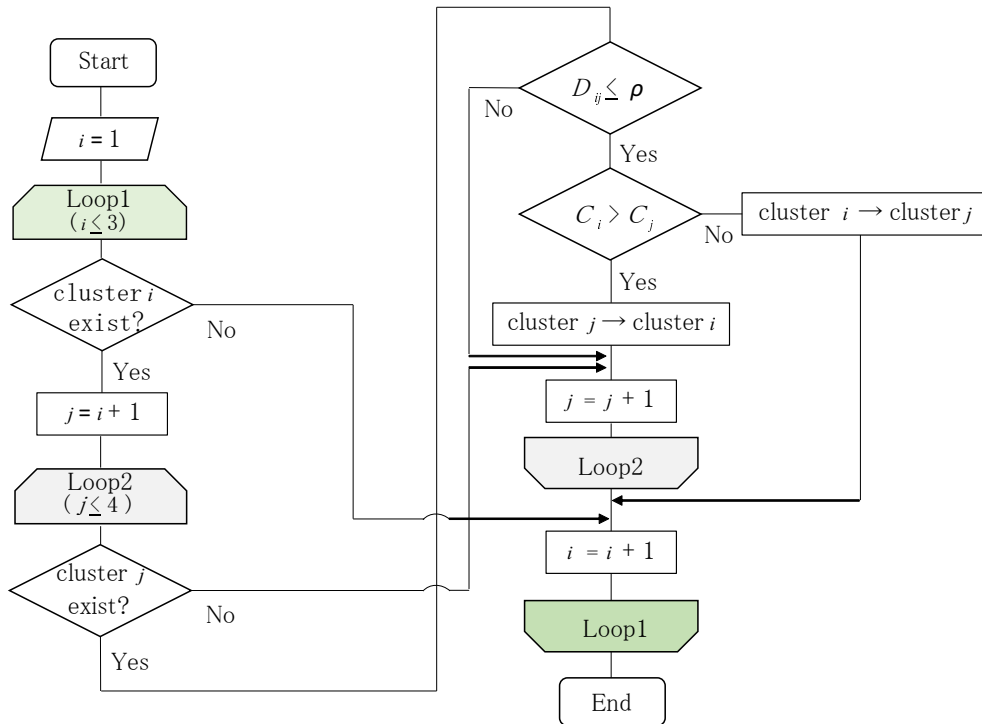 Start
i = 1
Loop1
(i ≤ 3)
cluster i
exist?
No
Yes
j = i + 1
Loop2
(j ≤ 4)
cluster j
exist?
No
Yes
D_ij ≤ ρ
No
Yes
C_i > C_j
No
cluster i → cluster j
Yes
cluster j → cluster i
j = j + 1
Loop2
i = i + 1
Loop1
End